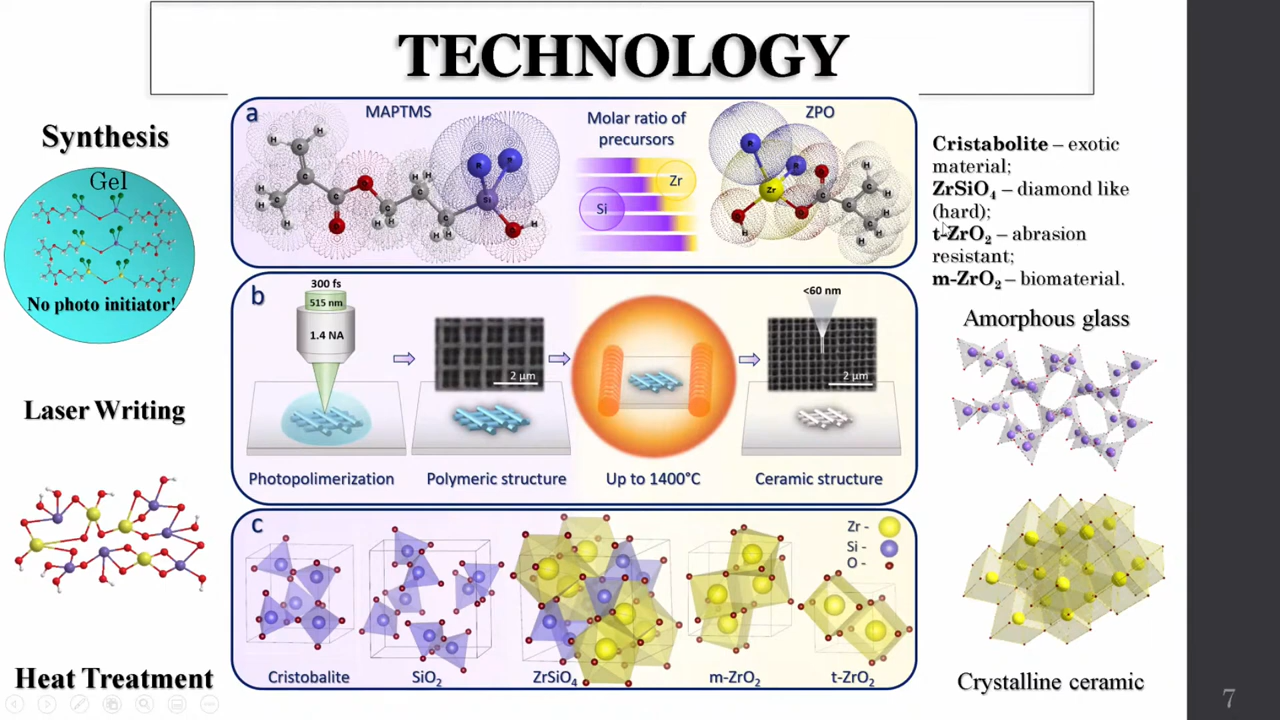 TECHNOLOGY
Synthesis
Gel
No photo initiator!
Laser Writing
Heat Treatment
a
MAPTMS
Molar ratio of
precursors
Zr
Si
ZPO
H
H
H
H
C
C
C
O
O
C
C
C
Si
R
R
O
H
R
R
Zr
O
O
O
H
C
C
C
C
H
H
H
b
300 fs
515 nm
1.4 NA
2 µm
<60 nm
2 µm
Photopolimerization
Polymeric structure
Up to 1400°C
Ceramic structure
c
Zr -
Si -
O -
Cristobalite
SiO₂
ZrSiO₄
m-ZrO₂
t-ZrO₂
Cristabolite – exotic
material;
ZrSiO₄ – diamond like
(hard);
t-ZrO₂ – abrasion
resistant;
m-ZrO₂ – biomaterial.
Amorphous glass
Crystalline ceramic
7